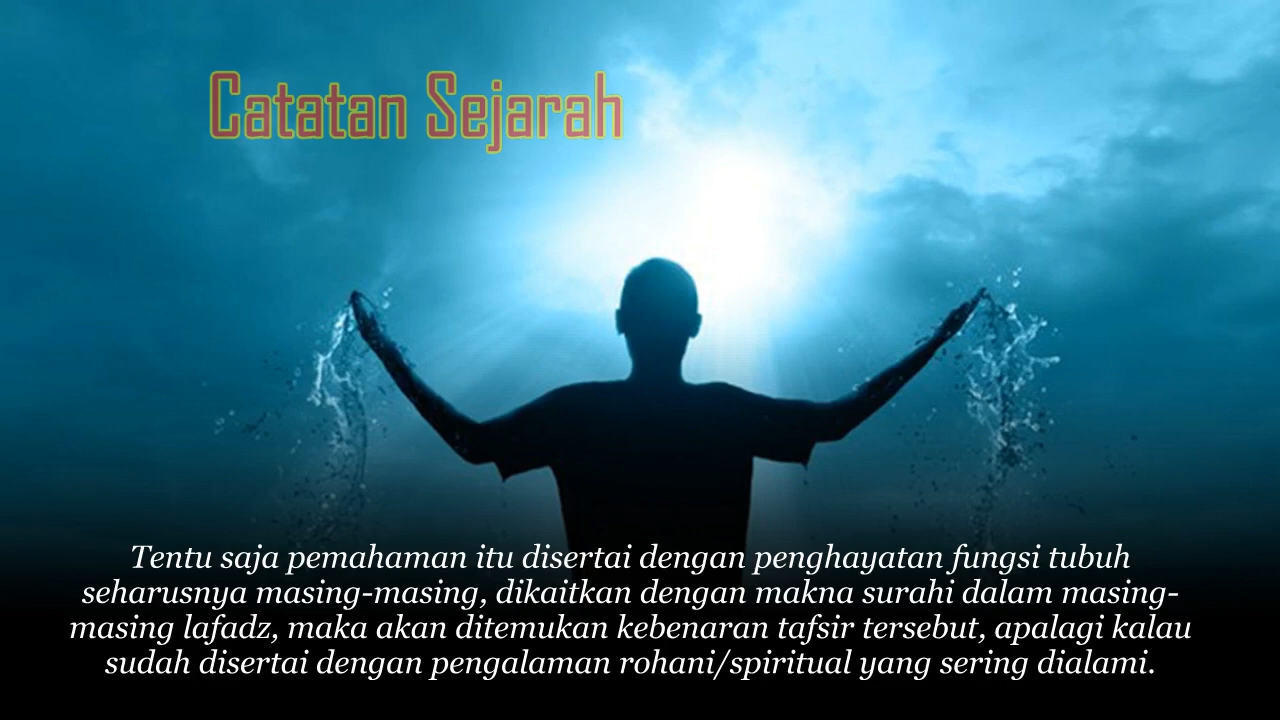 Catatan Sejarah
Tentu saja pemahaman itu disertai dengan penghayatan fungsi tubuh
seharusnya masing-masing, dikaitkan dengan makna surahi dalam masing-
masing lafadz, maka akan ditemukan kebenaran tafsir tersebut, apalagi kalau
sudah disertai dengan pengalaman rohani/spiritual yang sering dialami.